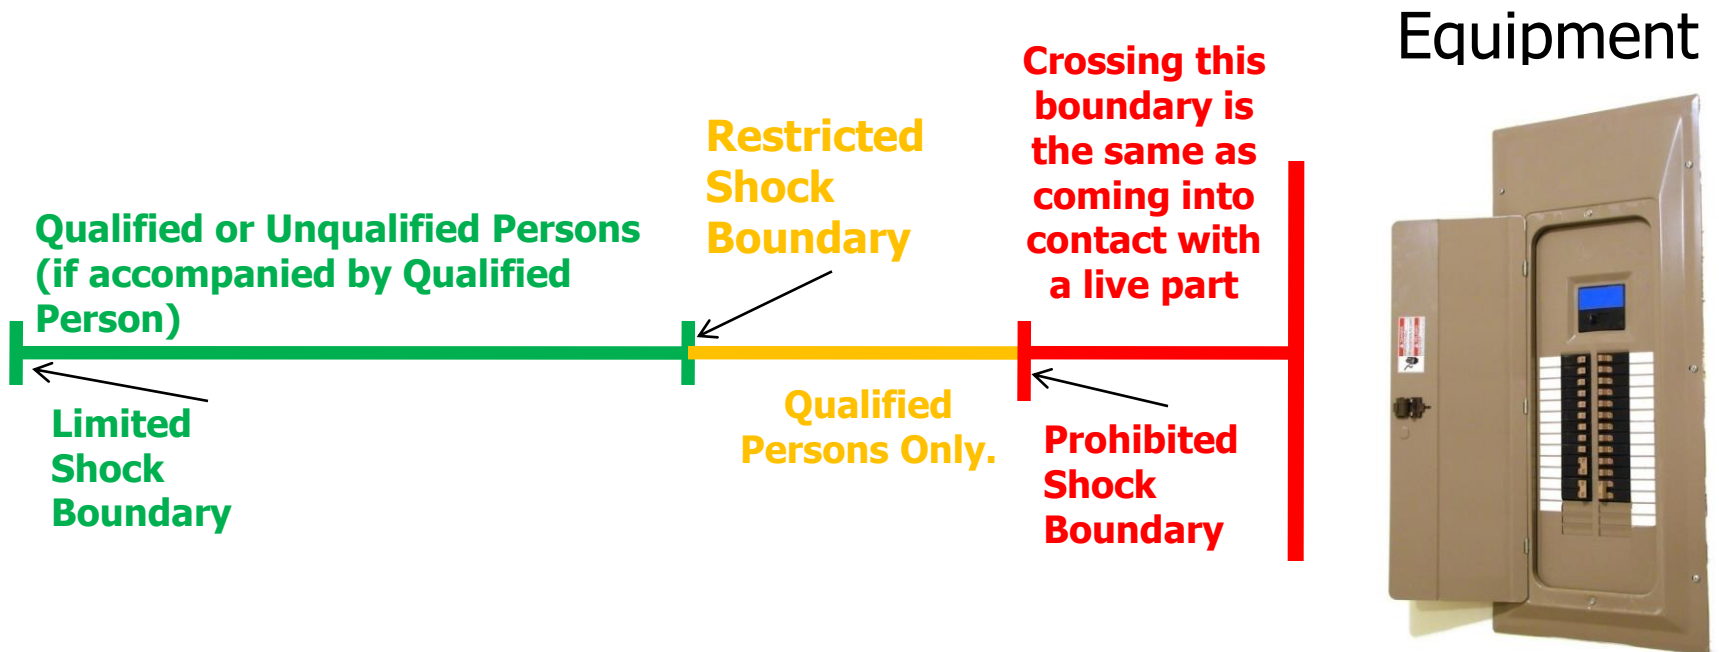 Equipment
Crossing this
boundary is
the same as
coming into
contact with
a live part
Restricted
Shock
Boundary
Qualified or Unqualified Persons
(if accompanied by Qualified
Person)
Limited
Shock
Boundary
Qualified
Persons Only.
Prohibited
Shock
Boundary